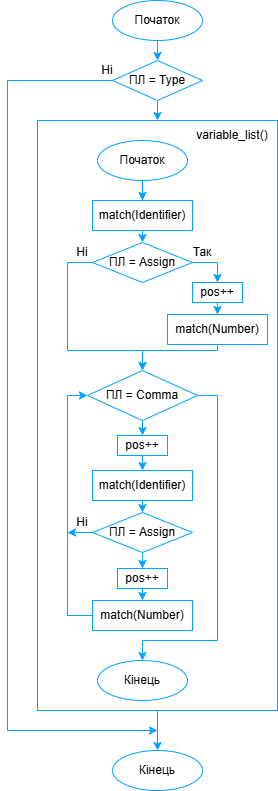 Початок
Ні
ПЛ = Type
variable_list()
Початок
match(Identifier)
Ні
Так
ПЛ = Assign
pos++
match(Number)
ПЛ = Comma
pos++
match(Identifier)
Ні
ПЛ = Assign
pos++
match(Number)
Кінець
Кінець